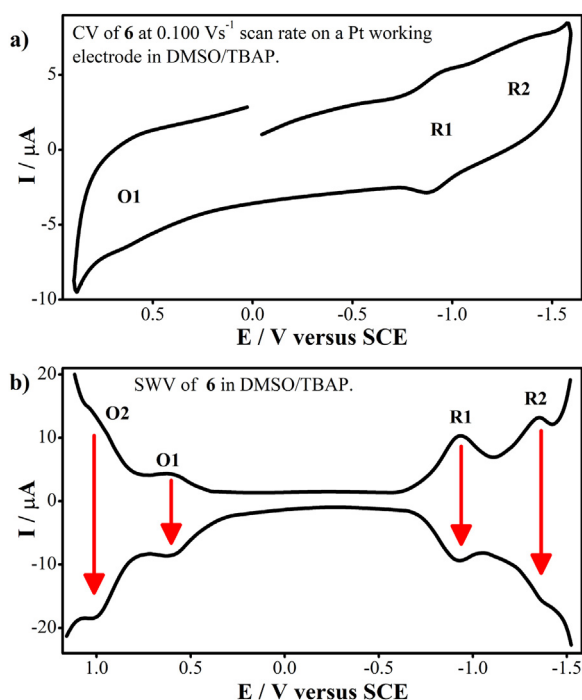 a)
CV of 6 at 0.100 Vs⁻¹ scan rate on a Pt working
electrode in DMSO/TBAP.
I / μA
5
0
-5
-10
O1
R1
R2
0.5
0.0
-0.5
-1.0
-1.5
E / V versus SCE
b)
SWV of 6 in DMSO/TBAP.
I / μA
20
10
0
-10
-20
O2
O1
R1
R2
1.0
0.5
0.0
-0.5
-1.0
-1.5
E / V versus SCE